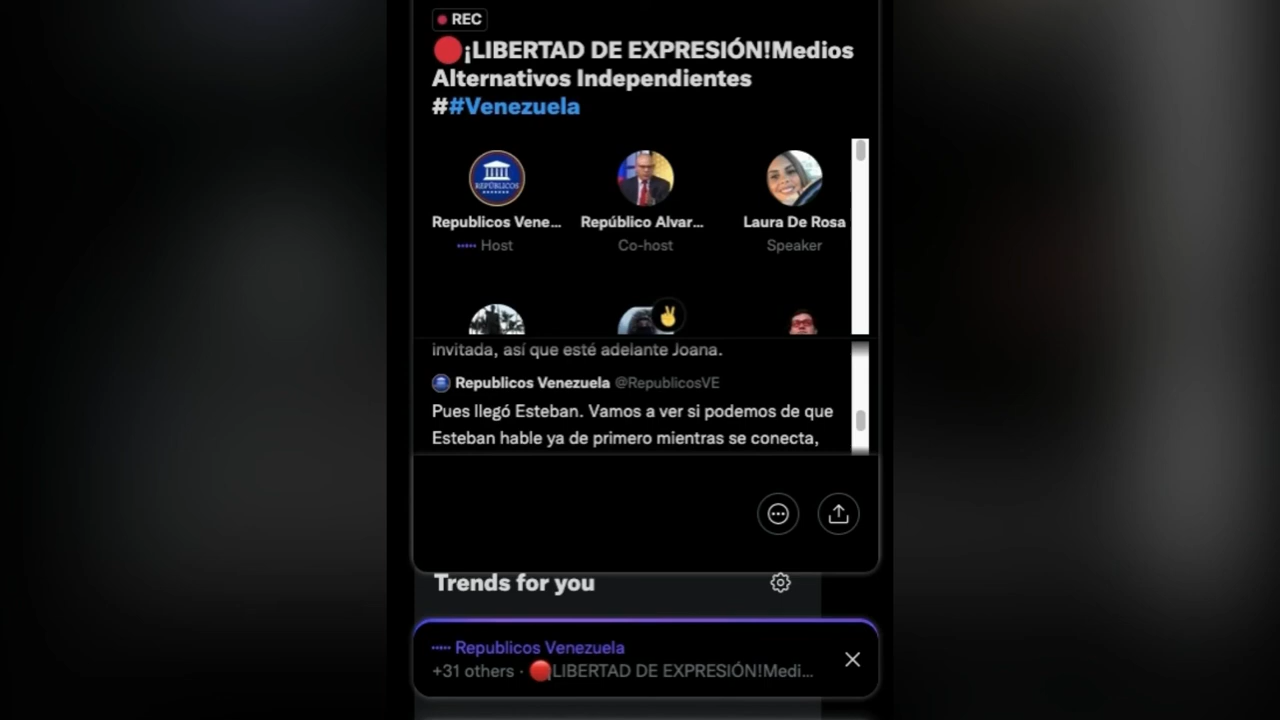 REC
🔴¡LIBERTAD DE EXPRESIÓN!Medios
Alternativos Independientes
##Venezuela
REPÚBLICOS
Republicos Vene...
Host
Repúblico Alvar...
Co-host
Laura De Rosa
Speaker
invitada, así que esté adelante Joana.
Republicos Venezuela @RepublicosVE
Pues llegó Esteban. Vamos a ver si podemos de que
Esteban hable ya de primero mientras se conecta,
Trends for you
Republicos Venezuela
+31 others · 🔴¡LIBERTAD DE EXPRESIÓN!Medi...